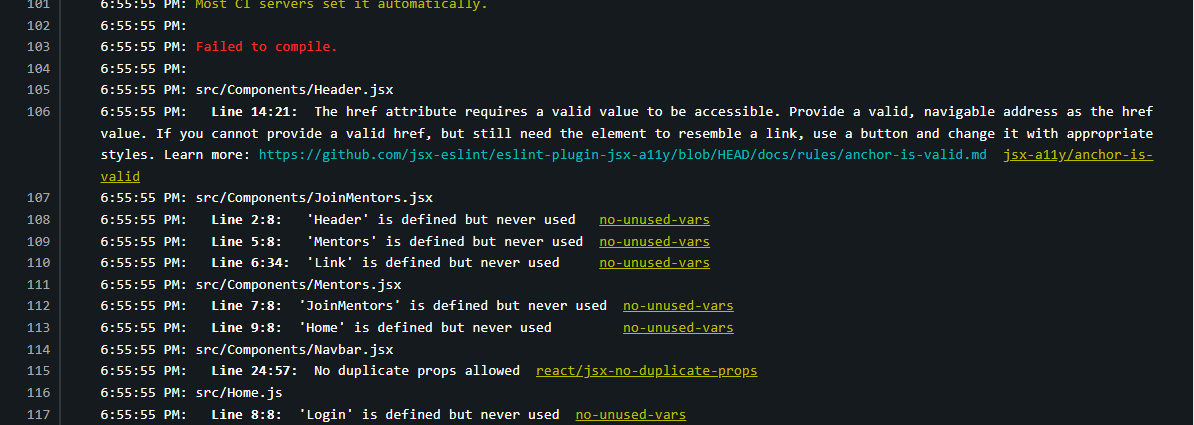 101 6:55:55 PM: Most CI servers set it automatically.
102 6:55:55 PM:
103 6:55:55 PM: Failed to compile.
104 6:55:55 PM:
105 6:55:55 PM: src/Components/Header.jsx
106 6:55:55 PM: Line 14:21: The href attribute requires a valid value to be accessible. Provide a valid, navigable address as the href
value. If you cannot provide a valid href, but still need the element to resemble a link, use a button and change it with appropriate
styles. Learn more: https://github.com/jsx-eslint/eslint-plugin-jsx-a11y/blob/HEAD/docs/rules/anchor-is-valid.md jsx-a11y/anchor-is-
valid
107 6:55:55 PM: src/Components/JoinMentors.jsx
108 6:55:55 PM: Line 2:8: 'Header' is defined but never used no-unused-vars
109 6:55:55 PM: Line 5:8: 'Mentors' is defined but never used no-unused-vars
110 6:55:55 PM: Line 6:34: 'Link' is defined but never used no-unused-vars
111 6:55:55 PM: src/Components/Mentors.jsx
112 6:55:55 PM: Line 7:8: 'JoinMentors' is defined but never used no-unused-vars
113 6:55:55 PM: Line 9:8: 'Home' is defined but never used no-unused-vars
114 6:55:55 PM: src/Components/Navbar.jsx
115 6:55:55 PM: Line 24:57: No duplicate props allowed react/jsx-no-duplicate-props
116 6:55:55 PM: src/Home.js
117 6:55:55 PM: Line 8:8: 'Login' is defined but never used no-unused-vars